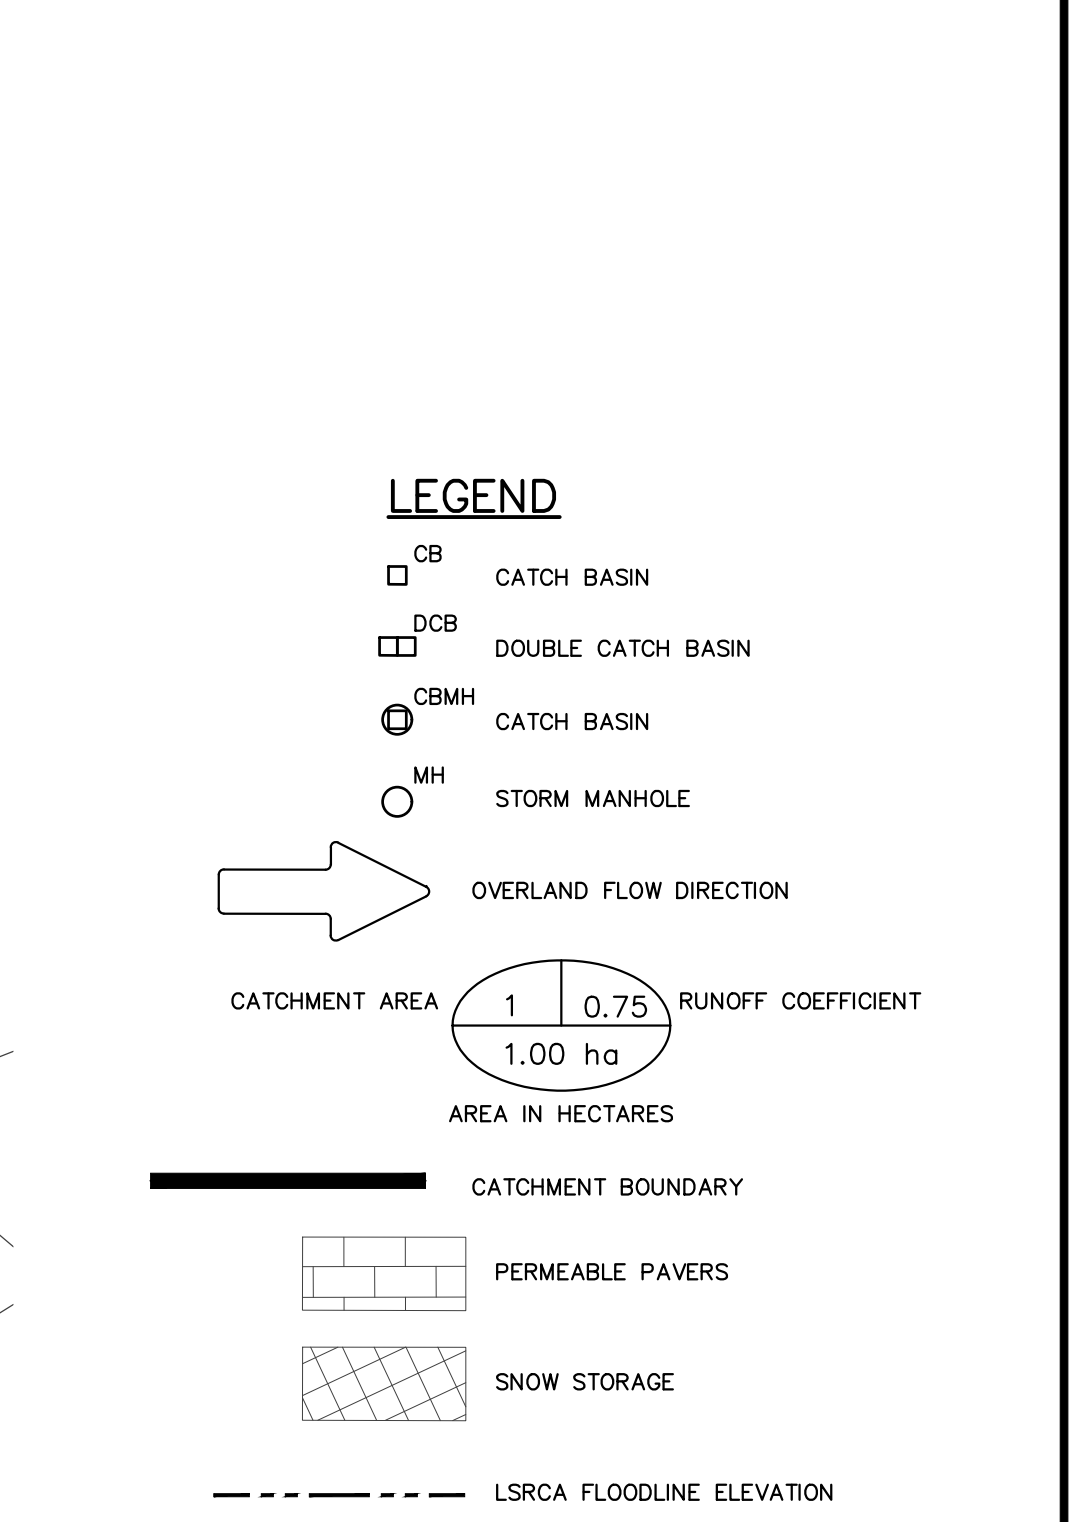 LEGEND
CB
CATCH BASIN
DCB
DOUBLE CATCH BASIN
CBMH
CATCH BASIN
MH
STORM MANHOLE
OVERLAND FLOW DIRECTION
CATCHMENT AREA 1 0.75 RUNOFF COEFFICIENT
1.00 ha
AREA IN HECTARES
CATCHMENT BOUNDARY
PERMEABLE PAVERS
SNOW STORAGE
LSRCA FLOODLINE ELEVATION